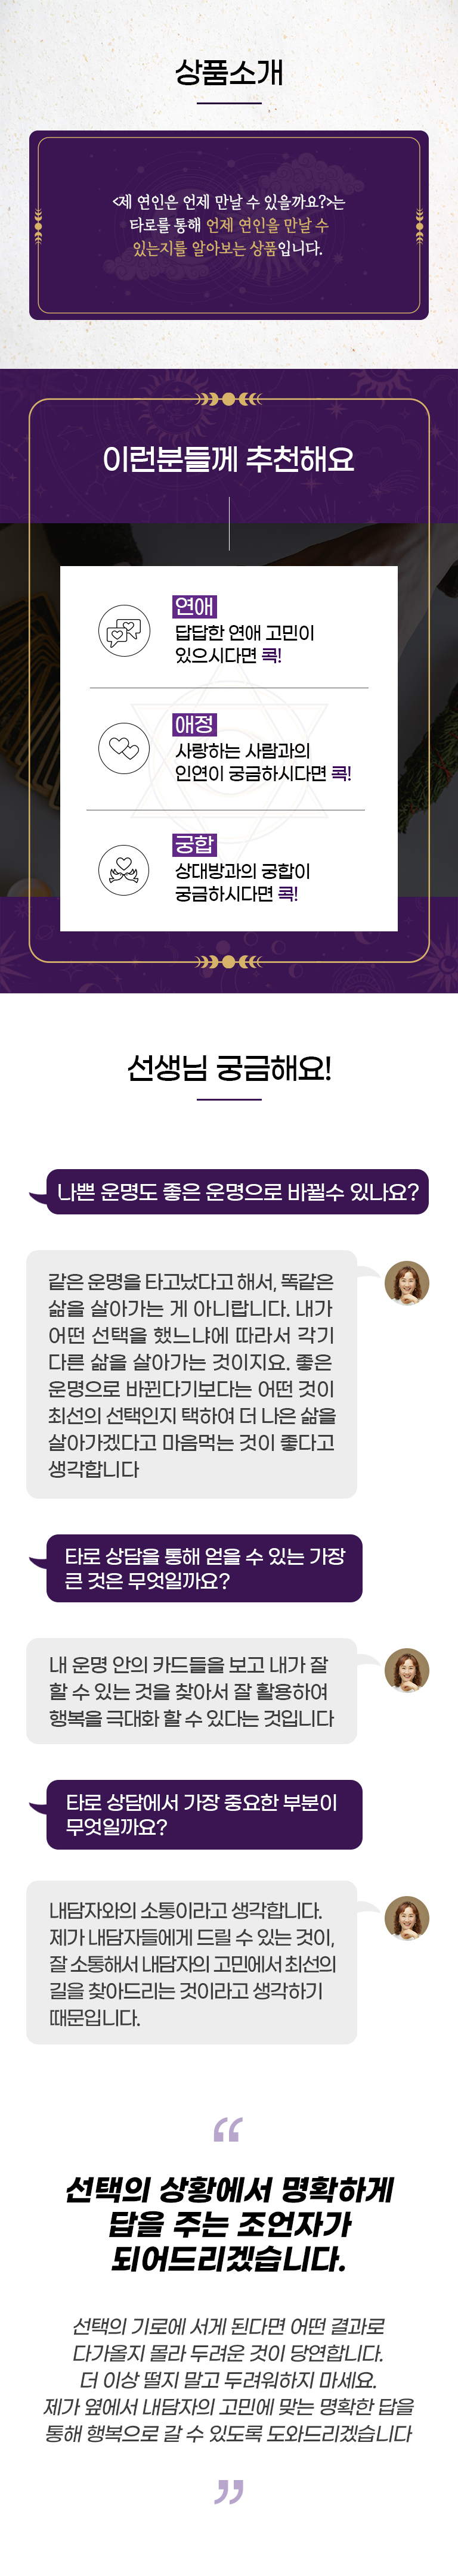 상품소개
<제 연인은 언제 만날 수 있을까요?>는
타로를 통해 언제 연인을 만날 수
있는지를 알아보는 상품입니다.
이런분들께 추천해요
연애
답답한 연애 고민이
있으시다면 콕!
애정
사랑하는 사람과의
인연이 궁금하시다면 콕!
궁합
상대방과의 궁합이
궁금하시다면 콕!
선생님 궁금해요!
나쁜 운명도 좋은 운명으로 바뀔수 있나요?
같은 운명을 타고났다고 해서, 똑같은
삶을 살아가는 게 아니랍니다. 내가
어떤 선택을 했느냐에 따라서 각기
다른 삶을 살아가는 것이지요. 좋은
운명으로 바뀐다기보다는 어떤 것이
최선의 선택인지 택하여 더 나은 삶을
살아가겠다고 마음먹는 것이 좋다고
생각합니다
타로 상담을 통해 얻을 수 있는 가장
큰 것은 무엇일까요?
내 운명 안의 카드들을 보고 내가 잘
할 수 있는 것을 찾아서 잘 활용하여
행복을 극대화 할 수 있다는 것입니다
타로 상담에서 가장 중요한 부분이
무엇일까요?
내담자와의 소통이라고 생각합니다.
제가 내담자들에게 드릴 수 있는 것이,
잘 소통해서 내담자의 고민에서 최선의
길을 찾아드리는 것이라고 생각하기
때문입니다.
“
선택의 상황에서 명확하게
답을 주는 조언자가
되어드리겠습니다.
선택의 기로에 서게 된다면 어떤 결과로
다가올지 몰라 두려운 것이 당연합니다.
더 이상 떨지 말고 두려워하지 마세요.
제가 옆에서 내담자의 고민에 맞는 명확한 답을
통해 행복으로 갈 수 있도록 도와드리겠습니다
”